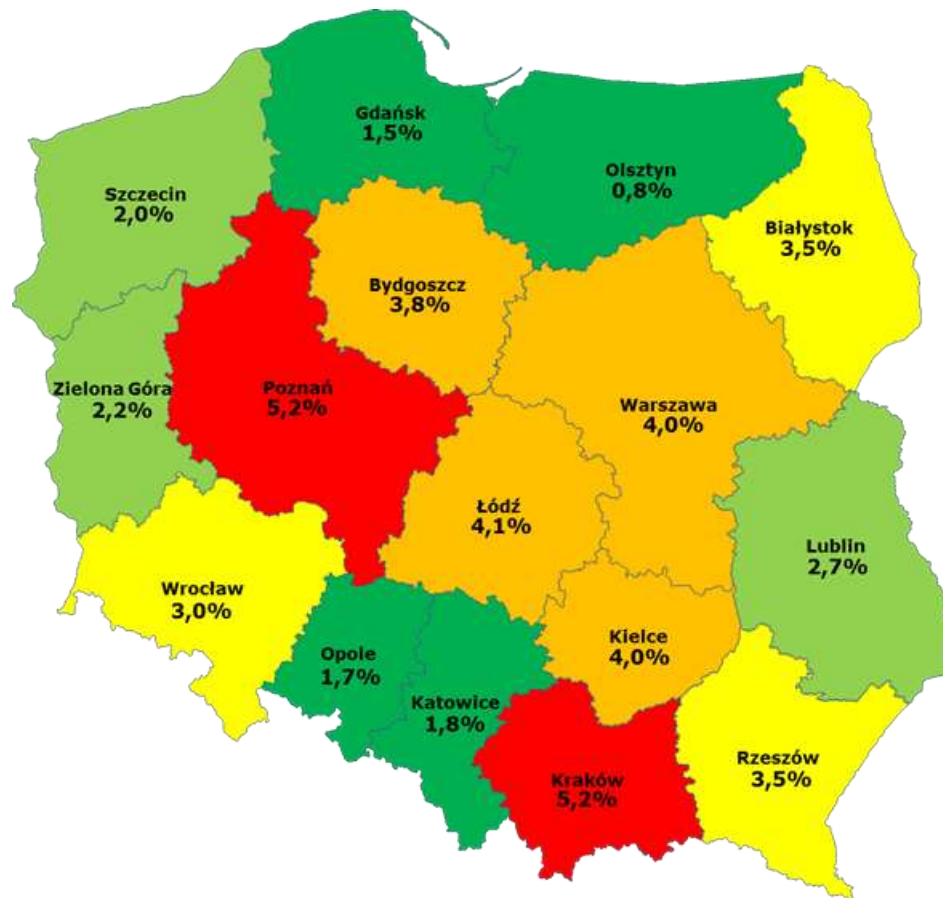 Gdańsk
1,5%
Olsztyn
0,8%
Szczecin
2,0%
Białystok
3,5%
Bydgoszcz
3,8%
Zielona Góra
2,2%
Poznań
5,2%
Warszawa
4,0%
Łódź
4,1%
Lublin
2,7%
Wrocław
3,0%
Kielce
4,0%
Opole
1,7%
Katowice
1,8%
Rzeszów
3,5%
Kraków
5,2%